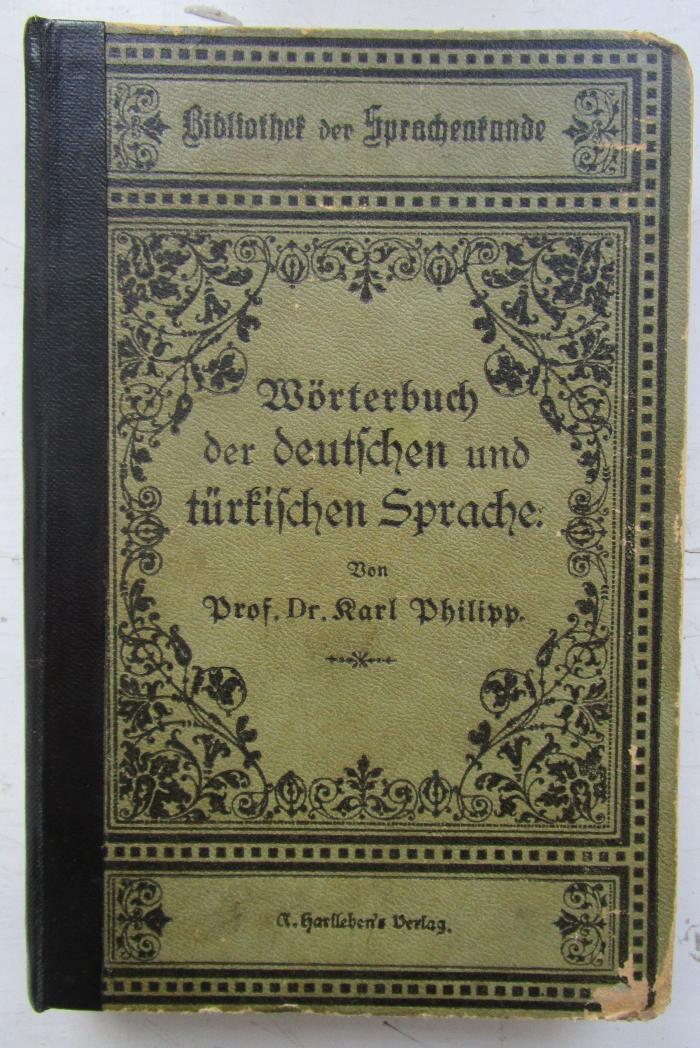 Bibliothek der Sprachenkunde
Wörterbuch
der deutschen und
türkischen Sprache.
Von
Prof. Dr. Karl Philipp.
A. Hartleben's Verlag.